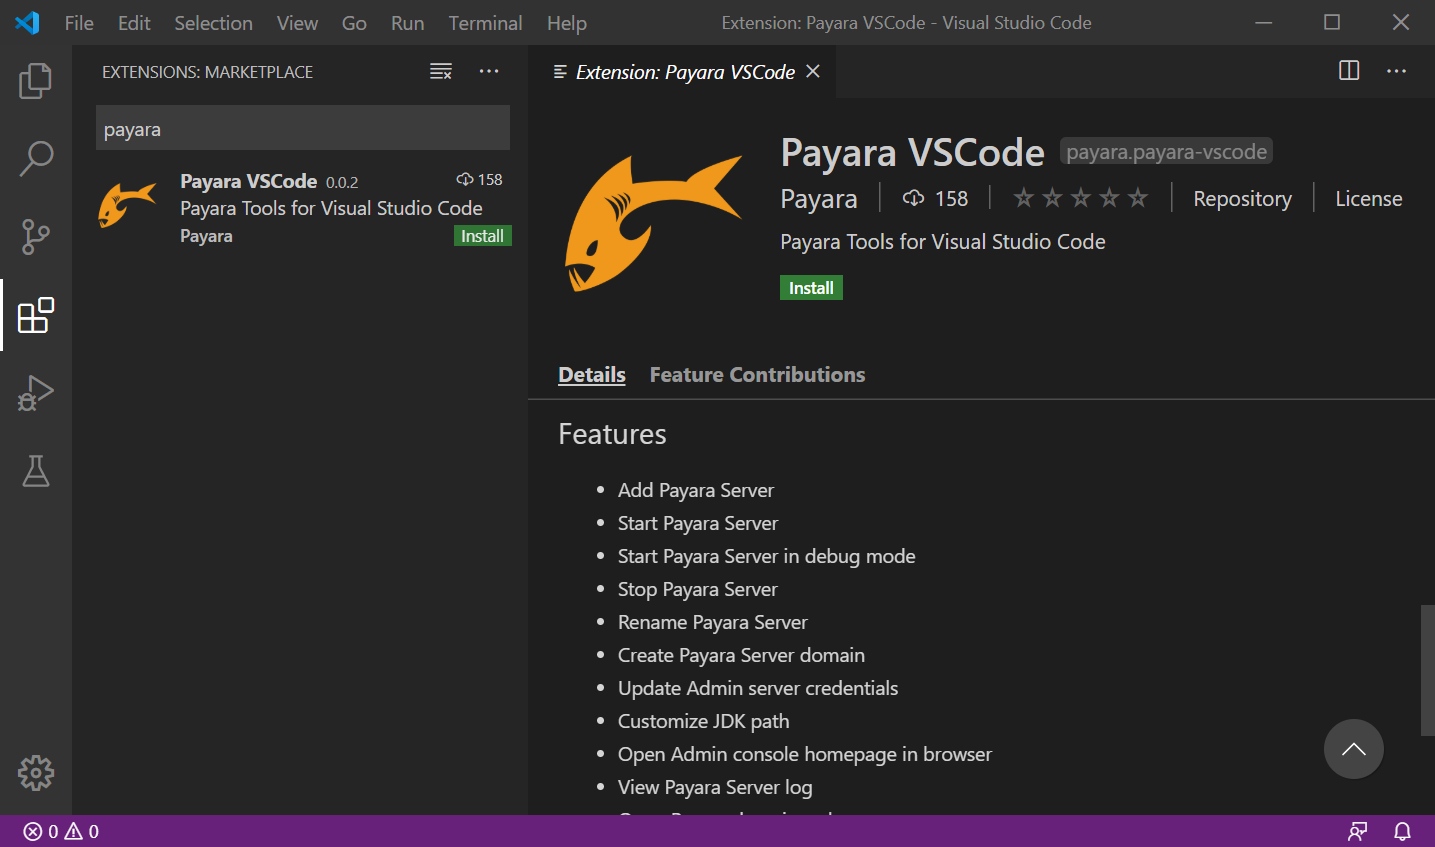 File Edit Selection View Go Run Terminal Help
Extension: Payara VSCode - Visual Studio Code
EXTENSIONS: MARKETPLACE
payara
Payara VSCode 0.0.2 158
Payara Tools for Visual Studio Code
Payara Install
Extension: Payara VSCode
Payara VSCode payara.payara-vscode
Payara 158 Repository License
Payara Tools for Visual Studio Code
Install
Details Feature Contributions
Features
• Add Payara Server
• Start Payara Server
• Start Payara Server in debug mode
• Stop Payara Server
• Rename Payara Server
• Create Payara Server domain
• Update Admin server credentials
• Customize JDK path
• Open Admin console homepage in browser
• View Payara Server log
0 0